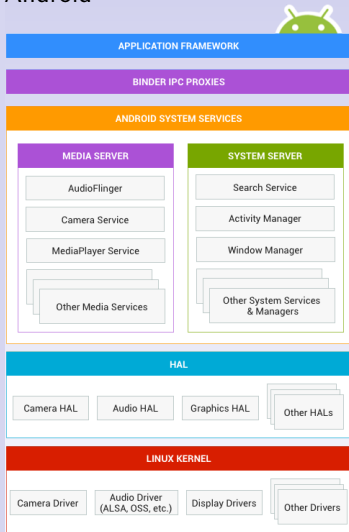 Android
APPLICATION FRAMEWORK
BINDER IPC PROXIES
ANDROID SYSTEM SERVICES
MEDIA SERVER
AudioFlinger
Camera Service
MediaPlayer Service
Other Media Services
SYSTEM SERVER
Search Service
Activity Manager
Window Manager
Other System Services
& Managers
HAL
Camera HAL
Audio HAL
Graphics HAL
Other HALs
LINUX KERNEL
Camera Driver
Audio Driver
(ALSA, OSS, etc.)
Display Drivers
Other Drivers